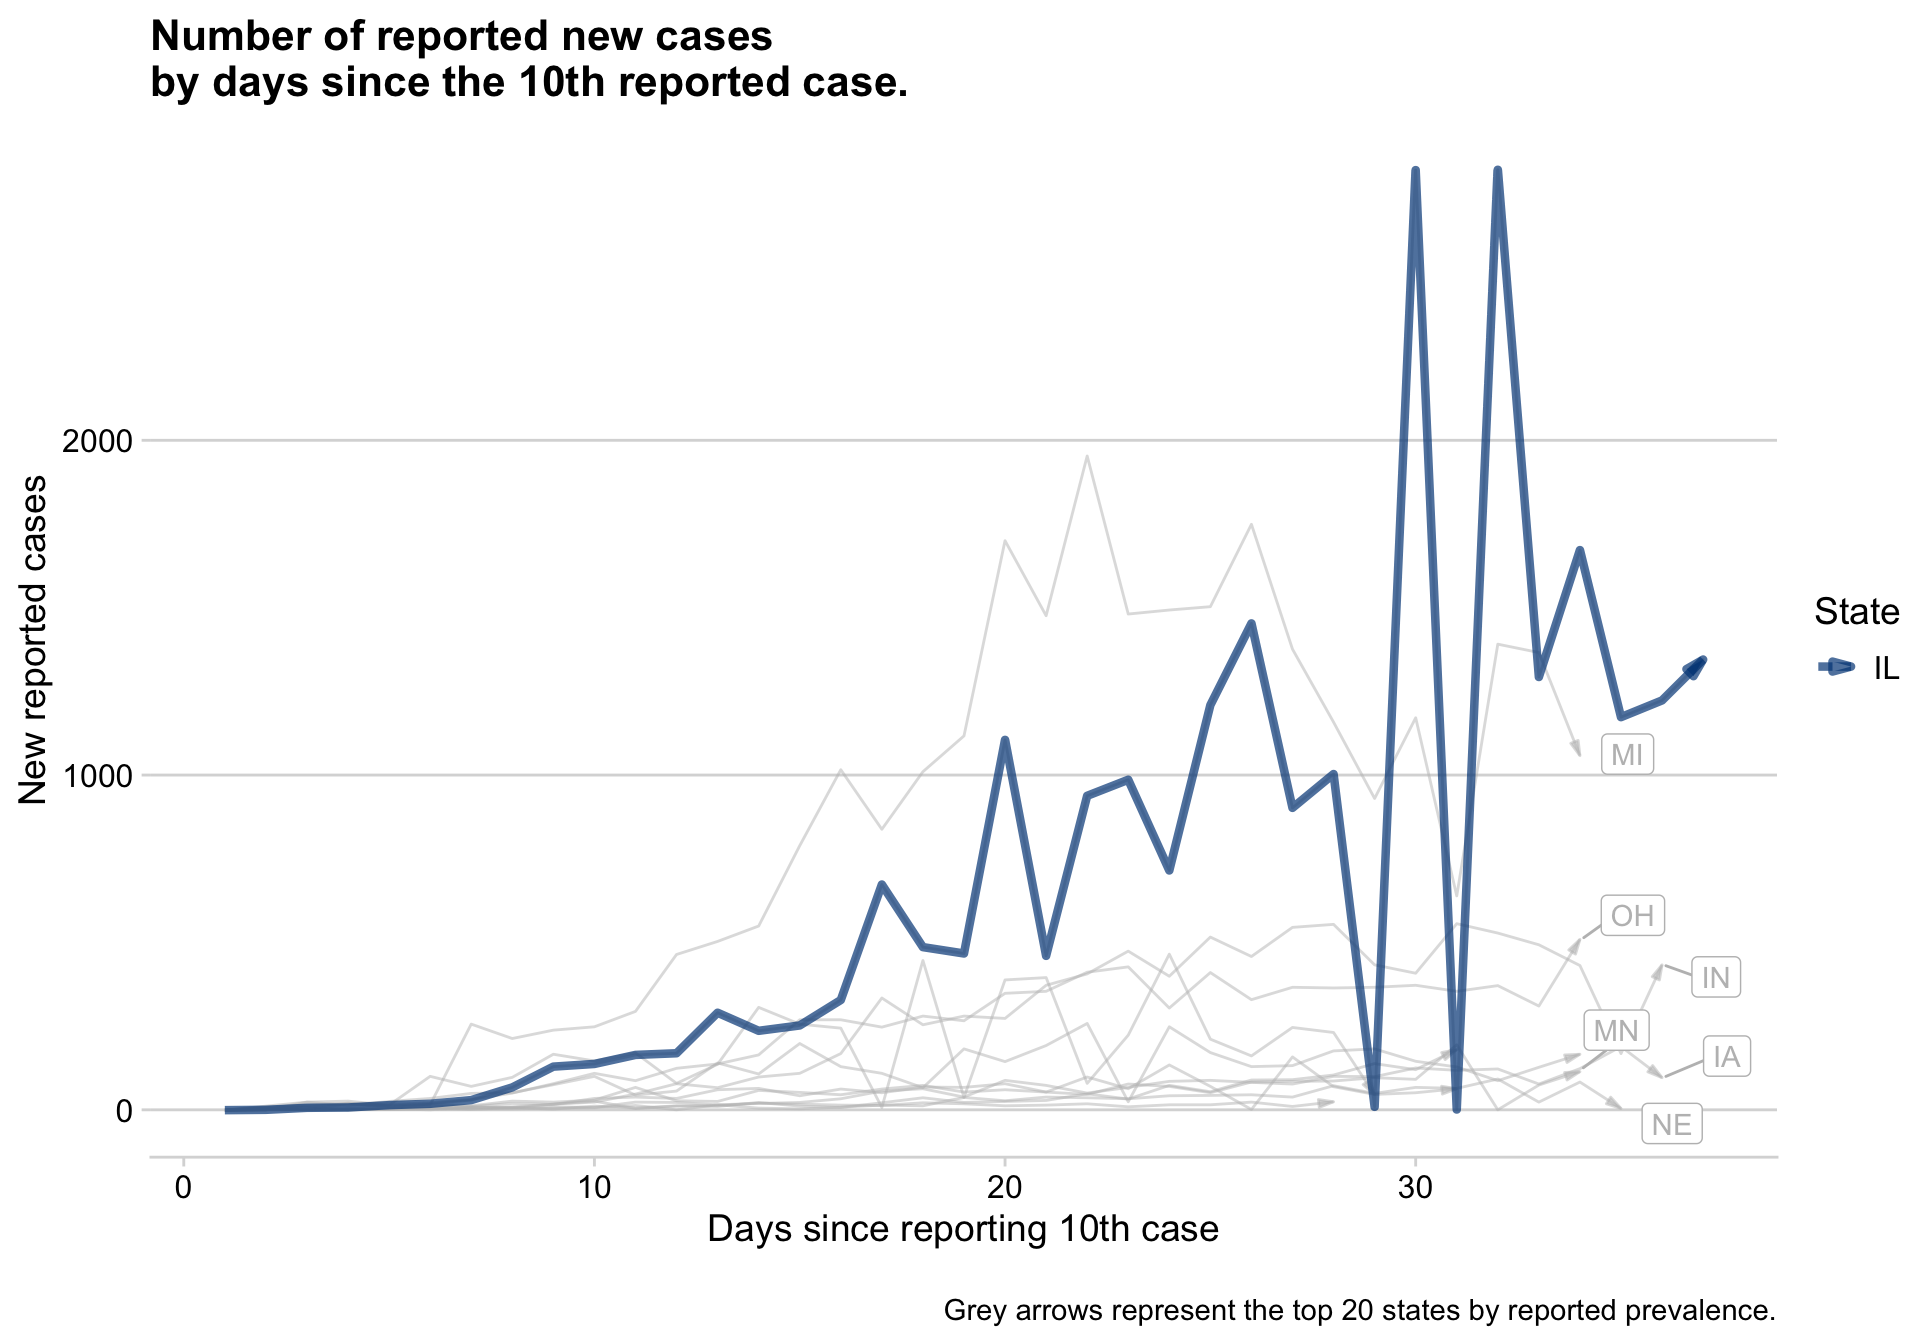 Number of reported new cases
by days since the 10th reported case.
New reported cases
2000
1000
0
0
10
20
30
Days since reporting 10th case
State
IL
MI
OH
IN
MN
IA
NE
Grey arrows represent the top 20 states by reported prevalence.